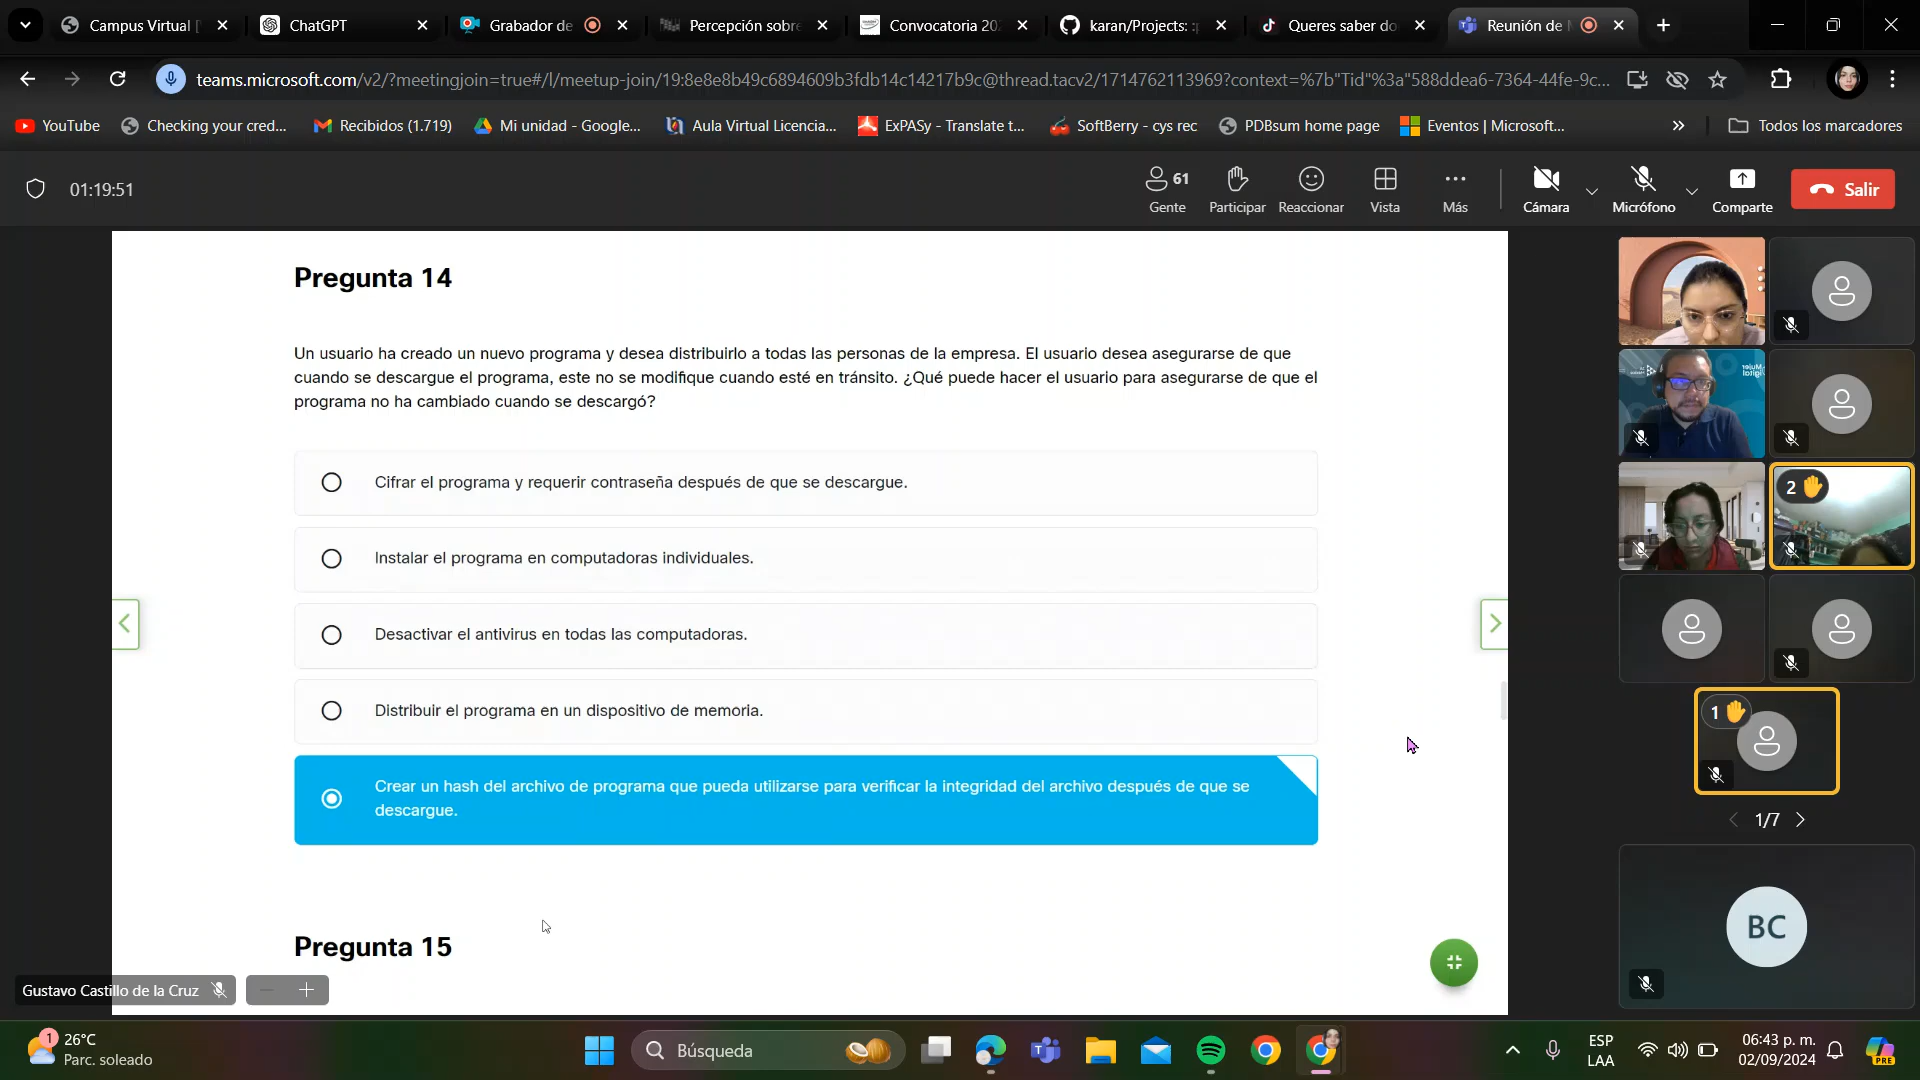 Campus Virtual [
ChatGPT
Grabador de
Percepción sobre
Convocatoria 202
karan/Projects: :p
Queres saber do
Reunión de
teams.microsoft.com/v2/?meetingjoin=true#/l/meetup-join/19:8e8e8b49c6894609b3fdb14c14217b9c@thread.tacv2/1714762113969?context=%7b"Tid"%3a"588ddea6-7364-44fe-9c...
YouTube
Checking your cred...
Recibidos (1.719)
Mi unidad - Google...
Aula Virtual Licencia...
ExPASy - Translate t...
SoftBerry - cys rec
PDBsum home page
Eventos | Microsoft...
Todos los marcadores
01:19:51
61
Gente
Participar
Reaccionar
Vista
Más
Cámara
Micrófono
Comparte
Salir
Pregunta 14
Un usuario ha creado un nuevo programa y desea distribuirlo a todas las personas de la empresa. El usuario desea asegurarse de que
cuando se descargue el programa, este no se modifique cuando esté en tránsito. ¿Qué puede hacer el usuario para asegurarse de que el
programa no ha cambiado cuando se descargó?
Cifrar el programa y requerir contraseña después de que se descargue.
Instalar el programa en computadoras individuales.
Desactivar el antivirus en todas las computadoras.
Distribuir el programa en un dispositivo de memoria.
Crear un hash del archivo de programa que pueda utilizarse para verificar la integridad del archivo después de que se
descargue.
Pregunta 15
Gustavo Castillo de la Cruz
2
1
1/7
BC
1
26°C
Parc. soleado
Búsqueda
ESP
LAA
06:43 p. m.
02/09/2024
PRE